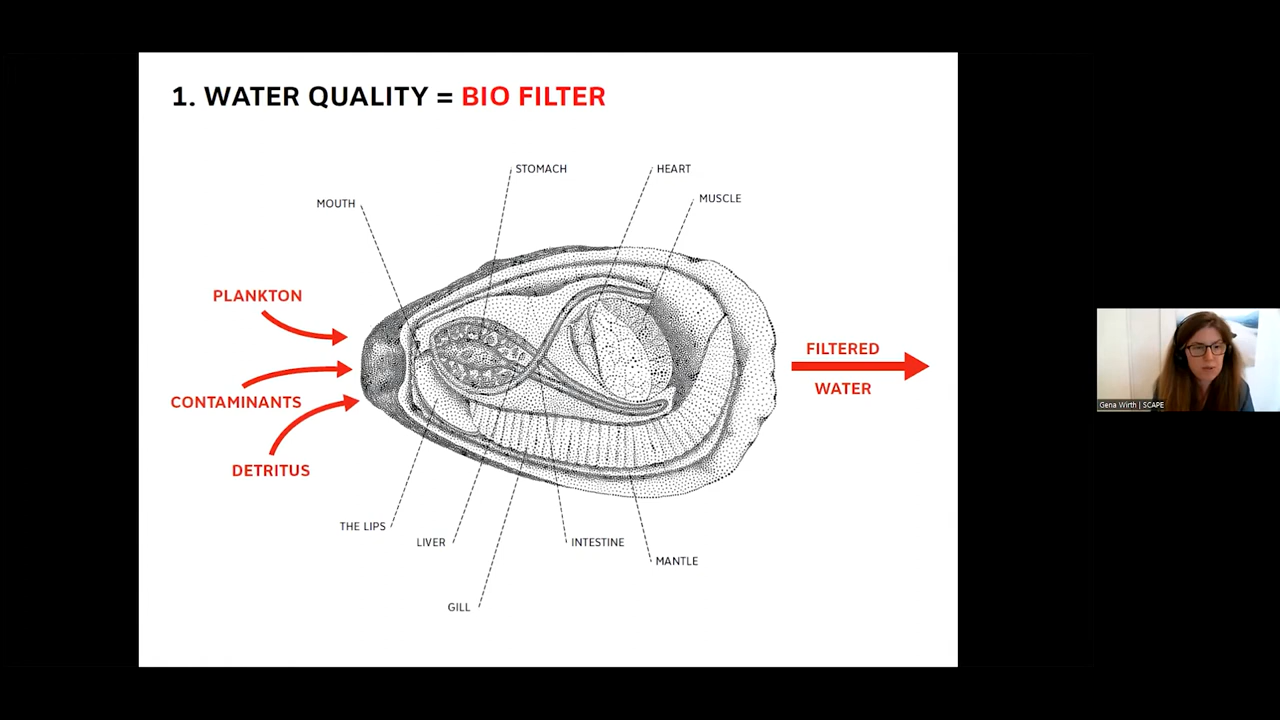 1. WATER QUALITY = BIO FILTER
STOMACH
HEART
MOUTH
MUSCLE
PLANKTON
CONTAMINANTS
DETRITUS
FILTERED
WATER
THE LIPS
LIVER
INTESTINE
MANTLE
GILL
Gena Wirth | SCAPE